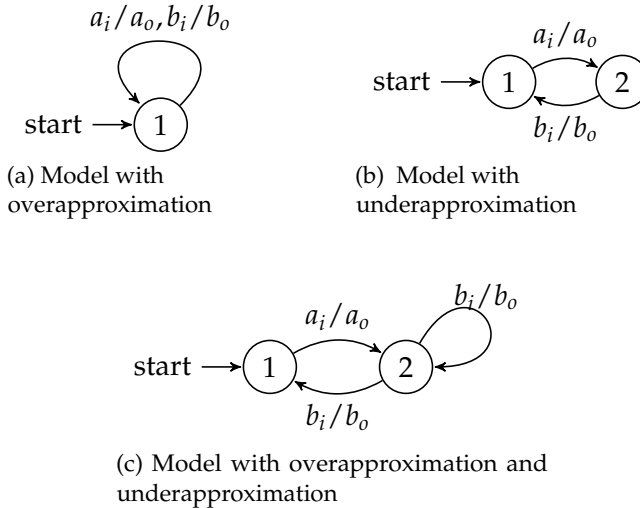 a_i/a_o, b_i/b_o
start
1
(a) Model with
overapproximation
a_i/a_o
start
1
2
b_i/b_o
(b) Model with
underapproximation
a_i/a_o
b_i/b_o
start
1
2
b_i/b_o
(c) Model with overapproximation and
underapproximation